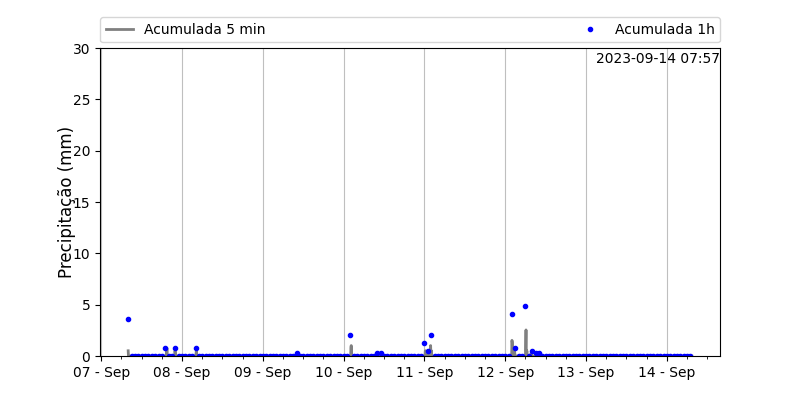 Acumulada 5 min
Acumulada 1h
2023-09-14 07:57
Precipitação (mm)
30
25
20
15
10
5
0
07 - Sep
08 - Sep
09 - Sep
10 - Sep
11 - Sep
12 - Sep
13 - Sep
14 - Sep